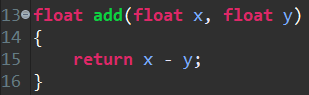 13 float add(float x, float y)
14 {
15     return x - y;
16 }